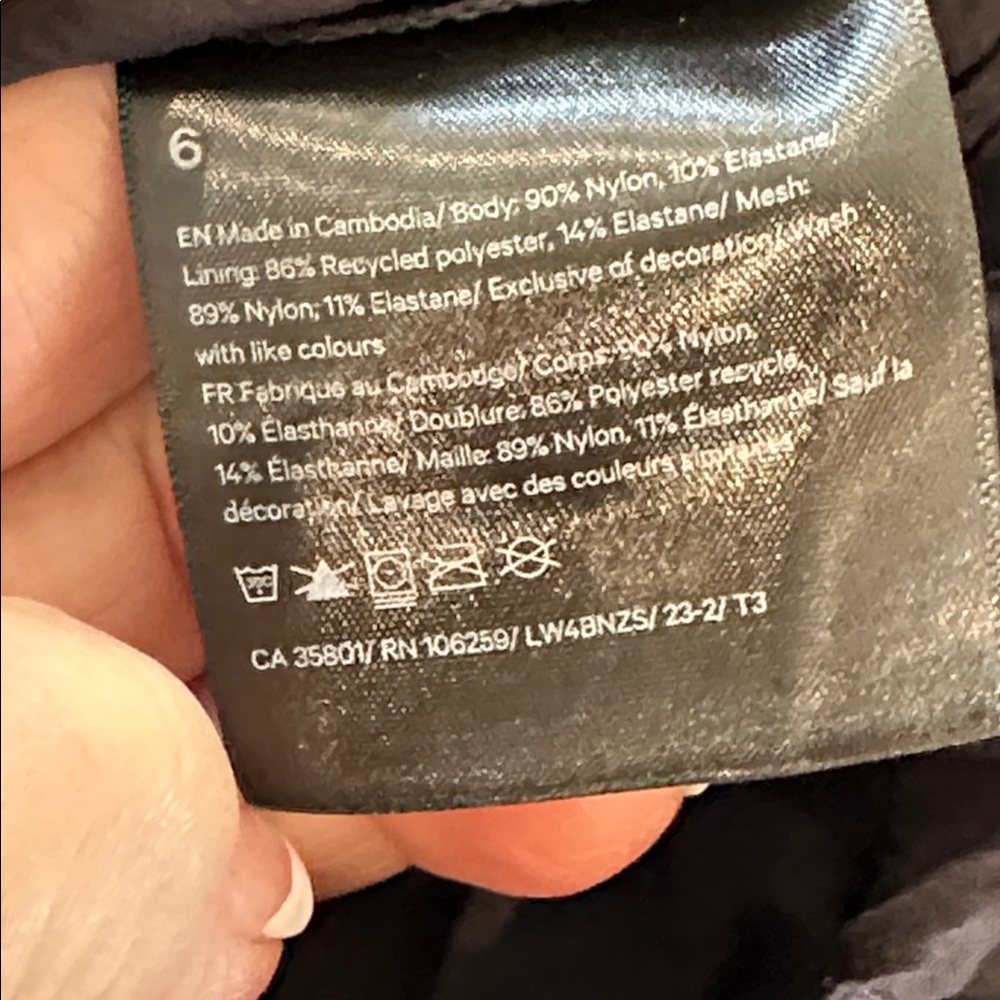 6
EN Made in Cambodia/ Body: 90% Nylon, 10% Elastane/
Lining: 86% Recycled polyester, 14% Elastane/ Mesh:
89% Nylon, 11% Elastane/ Exclusive of decoration/ Wash
with like colours
FR Fabriqué au Cambodge/ Corps: 90% Nylon,
10% Élasthanne/ Doublure: 86% Polyester recyclé,
14% Élasthanne/ Maille: 89% Nylon, 11% Élasthanne/ Sauf la
décoration/ Lavage avec des couleurs similaires
30C
CA 35801/ RN 106259/ LW4BNZS/ 23-2/ T3